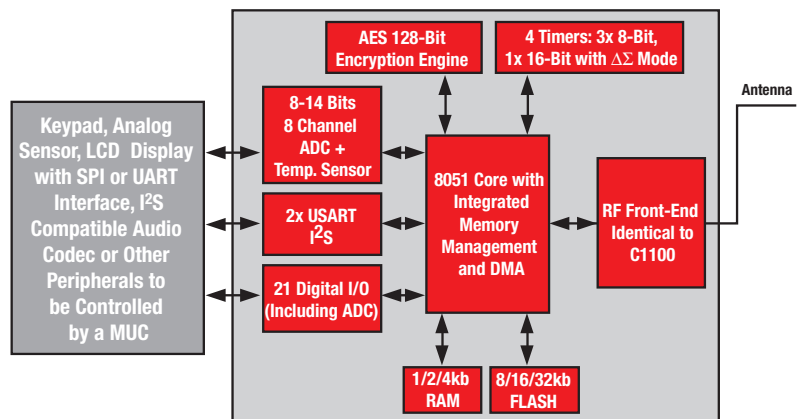 AES 128-Bit
Encryption Engine
4 Timers: 3x 8-Bit,
1x 16-Bit with ΔΣ Mode
Antenna
Keypad, Analog
Sensor, LCD Display
with SPI or UART
Interface, I²S
Compatible Audio
Codec or Other
Peripherals to
be Controlled
by a MUC
8-14 Bits
8 Channel
ADC +
Temp. Sensor
2x USART
I²S
21 Digital I/O
(Including ADC)
8051 Core with
Integrated
Memory
Management
and DMA
RF Front-End
Identical to
C1100
1/2/4kb
RAM
8/16/32kb
FLASH